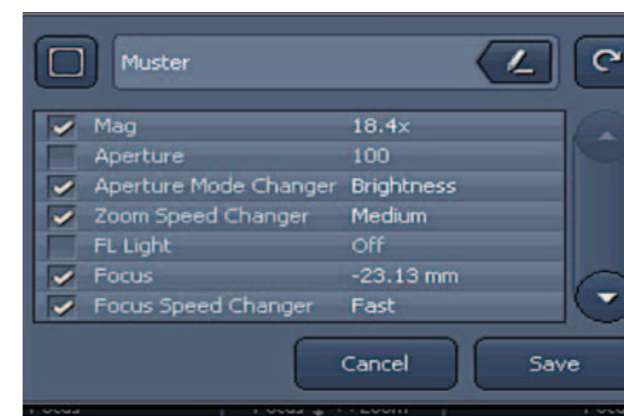 Muster
Mag 18.4x
Aperture 100
Aperture Mode Changer Brightness
Zoom Speed Changer Medium
FL Light Off
Focus -23.13 mm
Focus Speed Changer Fast
Cancel Save